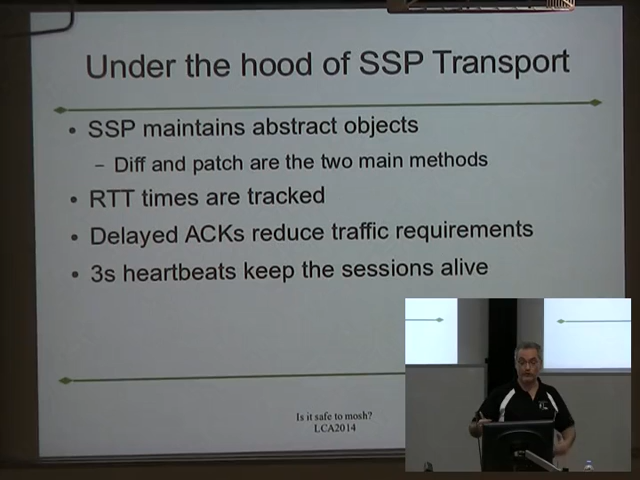 Under the hood of SSP Transport
• SSP maintains abstract objects
– Diff and patch are the two main methods
• RTT times are tracked
• Delayed ACKs reduce traffic requirements
• 3s heartbeats keep the sessions alive
Is it safe to mosh?
LCA2014